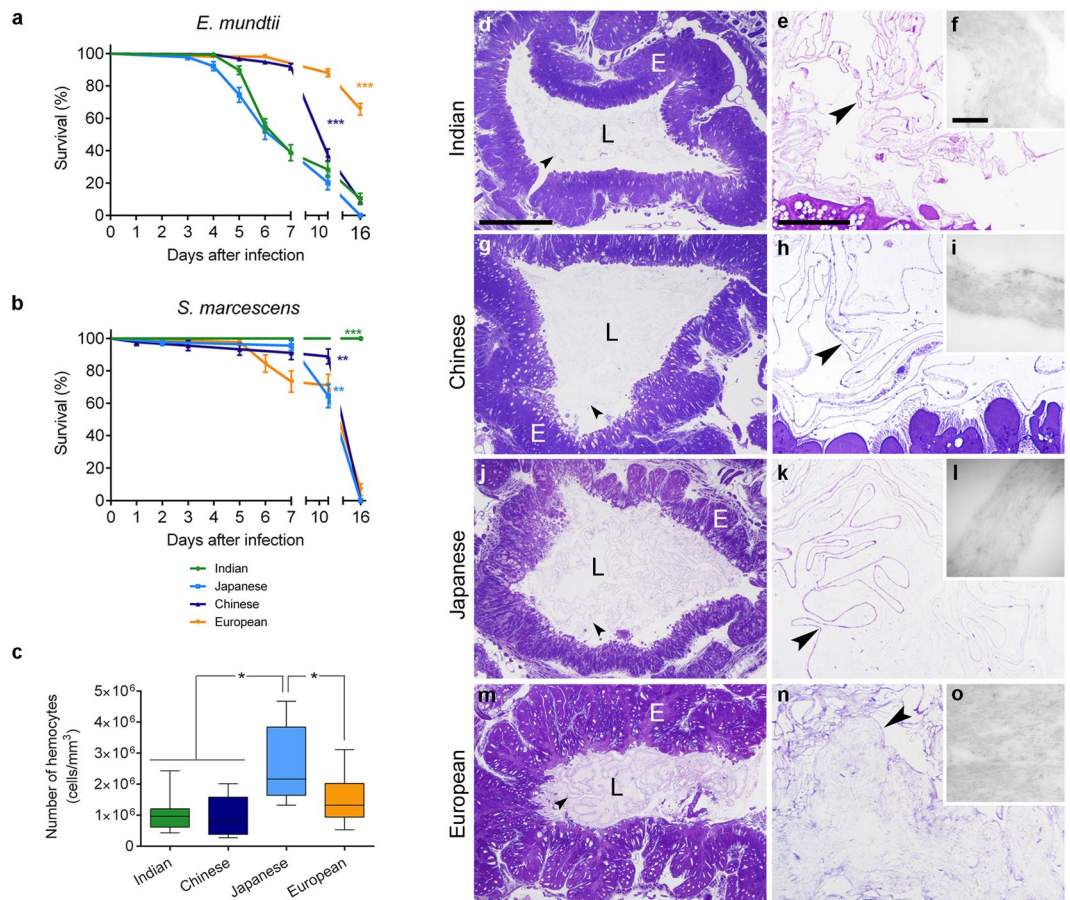 a
E. mundtii
Survival (%)
100
80
60
40
20
0
0 1 2 3 4 5 6 7 10 16
Days after infection
***
***
b
S. marcescens
Survival (%)
100
80
60
40
20
0
0 1 2 3 4 5 6 7 10 16
Days after infection
***
**
**
Indian
Japanese
Chinese
European
c
Number of hemocytes
(cells/mm³)
5×10⁶
4×10⁶
3×10⁶
2×10⁶
1×10⁶
0
* *
Indian
Chinese
Japanese
European
Indian
d
E
L
e
f
Chinese
g
L
E
h
i
Japanese
j
E
L
k
l
European
m
E
L
n
o